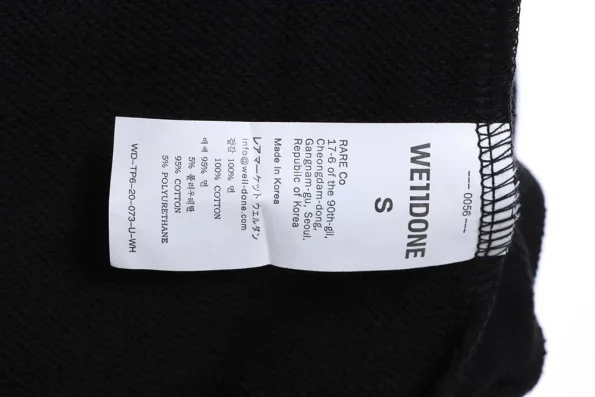 --- 0056 ---
WE11DONE
S
RARE Co
17-6 of the 90th-gil,
Cheongdam-dong,
Gangnam-gu, Seoul,
Republic of Korea
Made In Korea
レアマーケット ウェルダン
info@well-done.com
겉감 100% 면
100% COTTON
배색 95% 면
5% 폴리우레탄
95% COTTON
5% POLYURETHANE
WD-TP6-20-073-U-WH